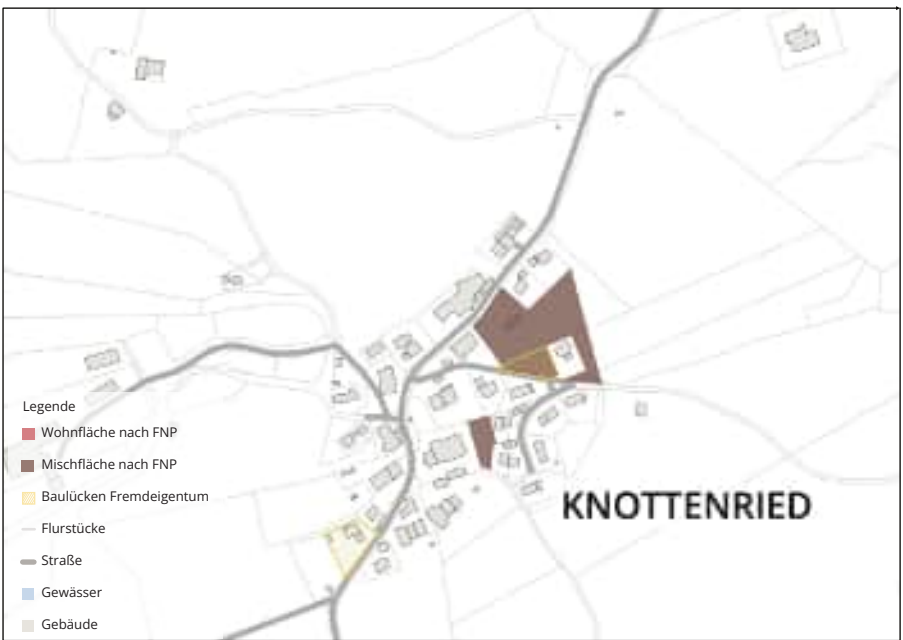 KNOTTENRIED
Legende
Wohnfläche nach FNP
Mischfläche nach FNP
Baulücken Fremdeigentum
Flurstücke
Straße
Gewässer
Gebäude